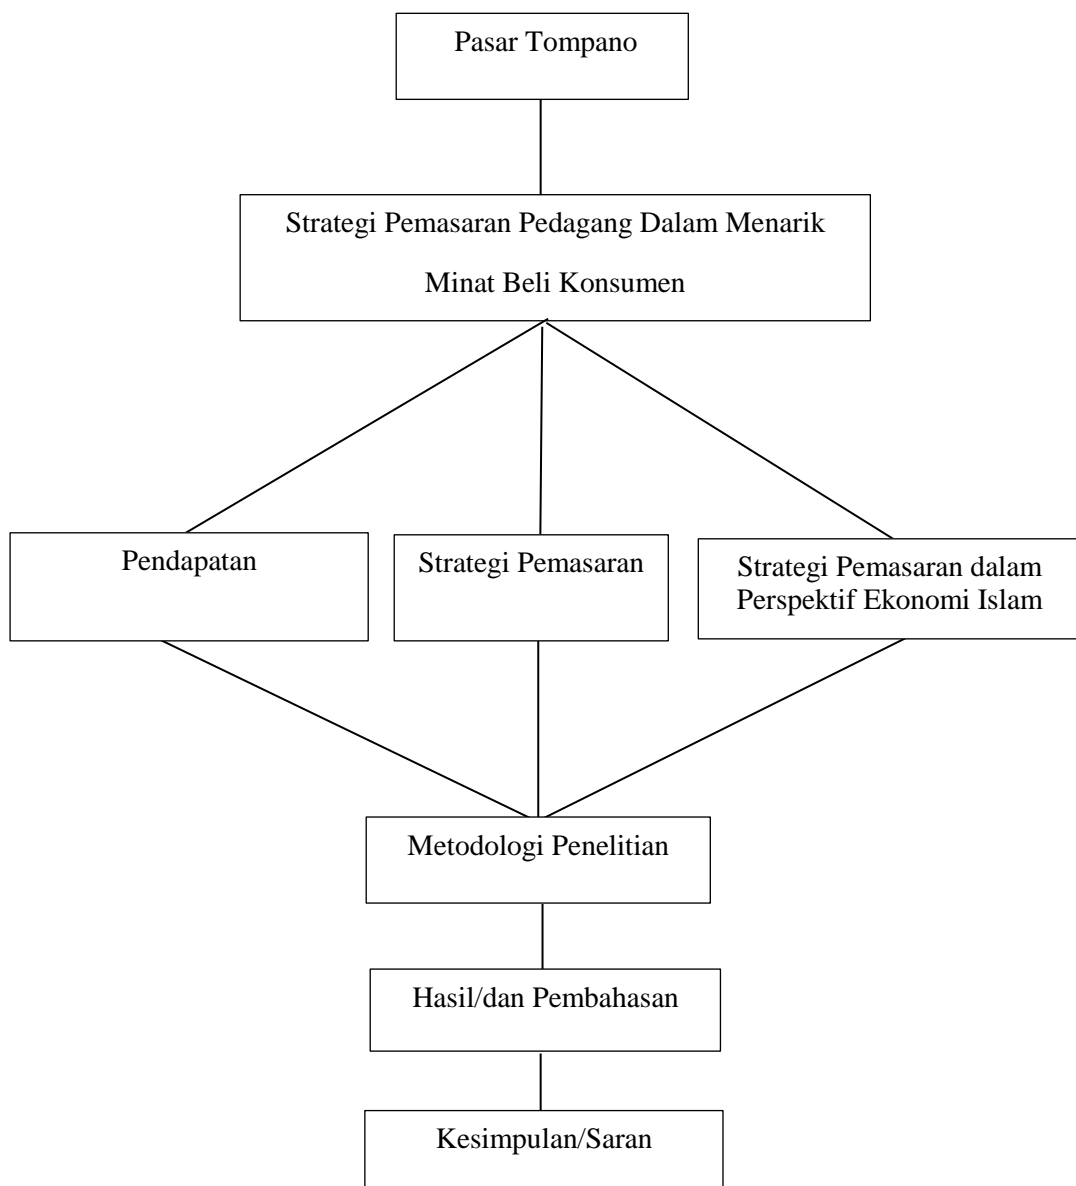 Pasar Tompano
Strategi Pemasaran Pedagang Dalam Menarik
Minat Beli Konsumen
Pendapatan
Strategi Pemasaran
Strategi Pemasaran dalam
Perspektif Ekonomi Islam
Metodologi Penelitian
Hasil/dan Pembahasan
Kesimpulan/Saran